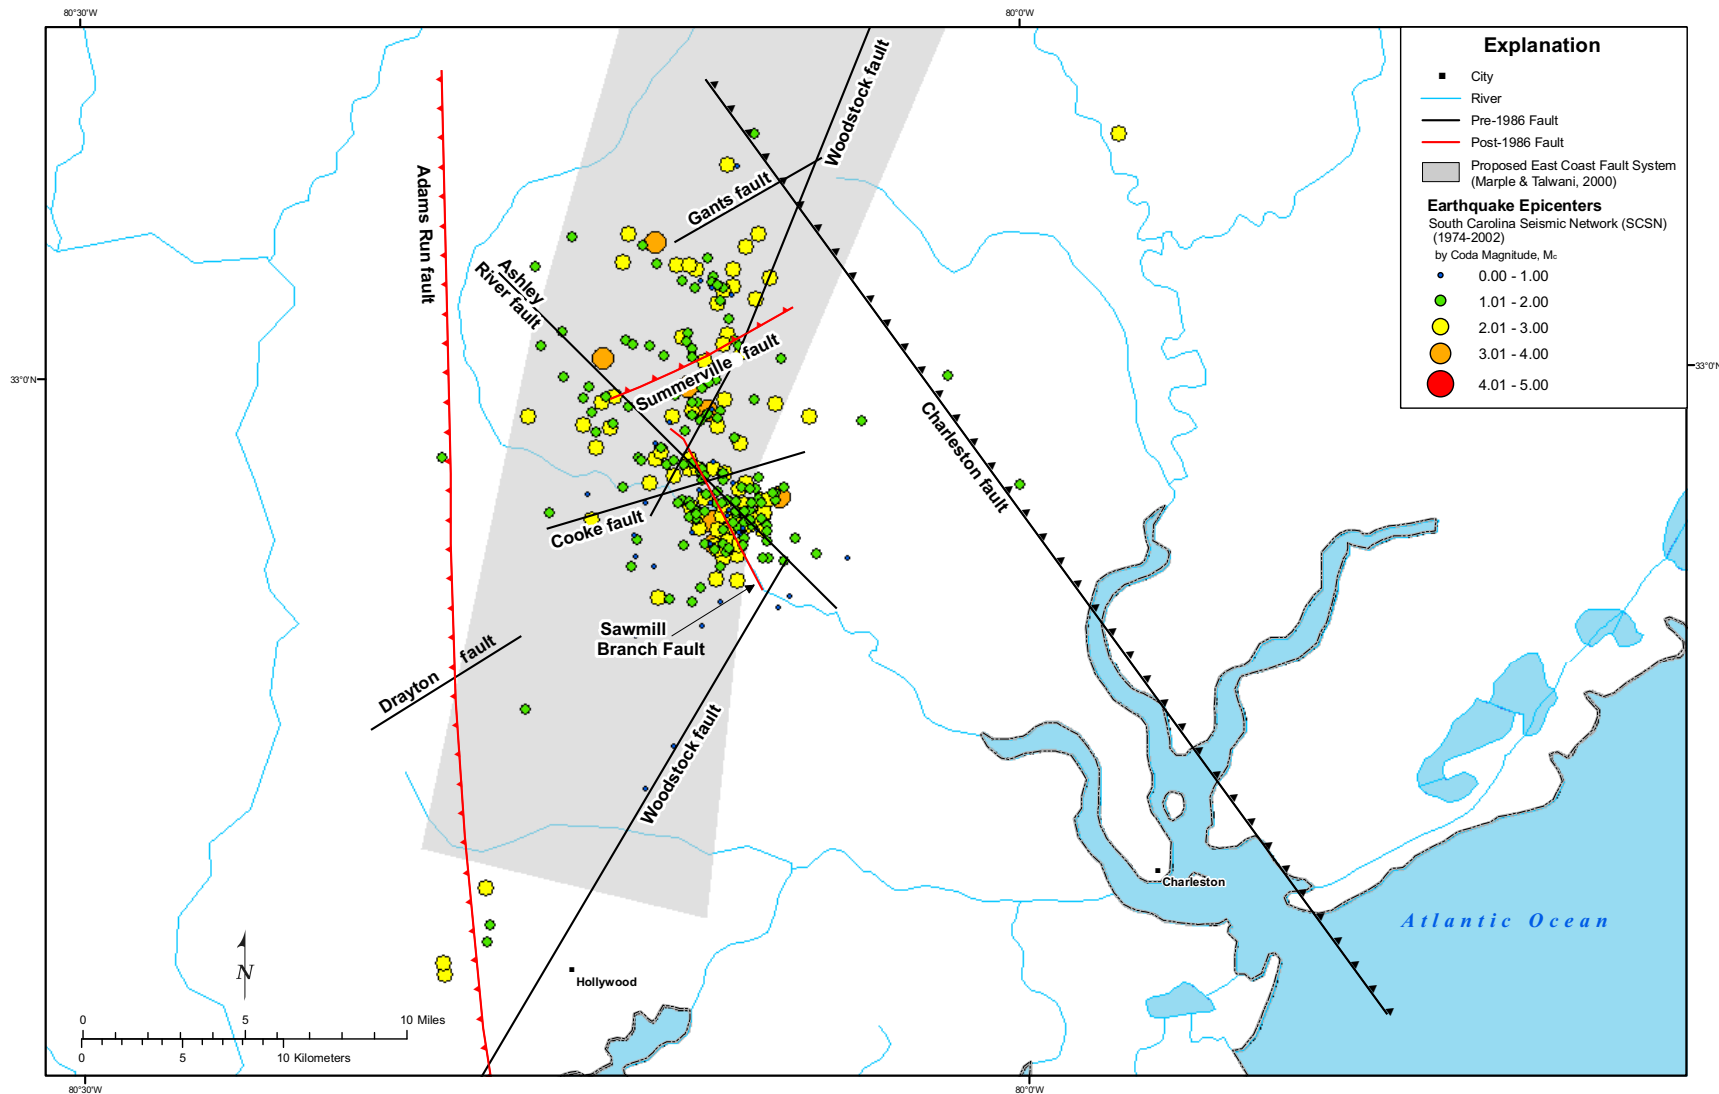 80°30'W
80°0'W
Explanation
City
River
Pre-1986 Fault
Post-1986 Fault
Proposed East Coast Fault System
(Marple & Talwani, 2000)
Earthquake Epicenters
South Carolina Seismic Network (SCSN)
(1974-2002)
by Coda Magnitude, Mc
0.00 - 1.00
1.01 - 2.00
2.01 - 3.00
3.01 - 4.00
4.01 - 5.00
Woodstock fault
Adams Run fault
Gants fault
Ashley
River fault
Summerville fault
33°0'N
33°0'N
Charleston fault
Cooke fault
Sawmill
Branch Fault
Drayton fault
Woodstock fault
Charleston
Atlantic Ocean
Hollywood
N
0 5 10 Miles
0 5 10 Kilometers
80°30'W
80°0'W